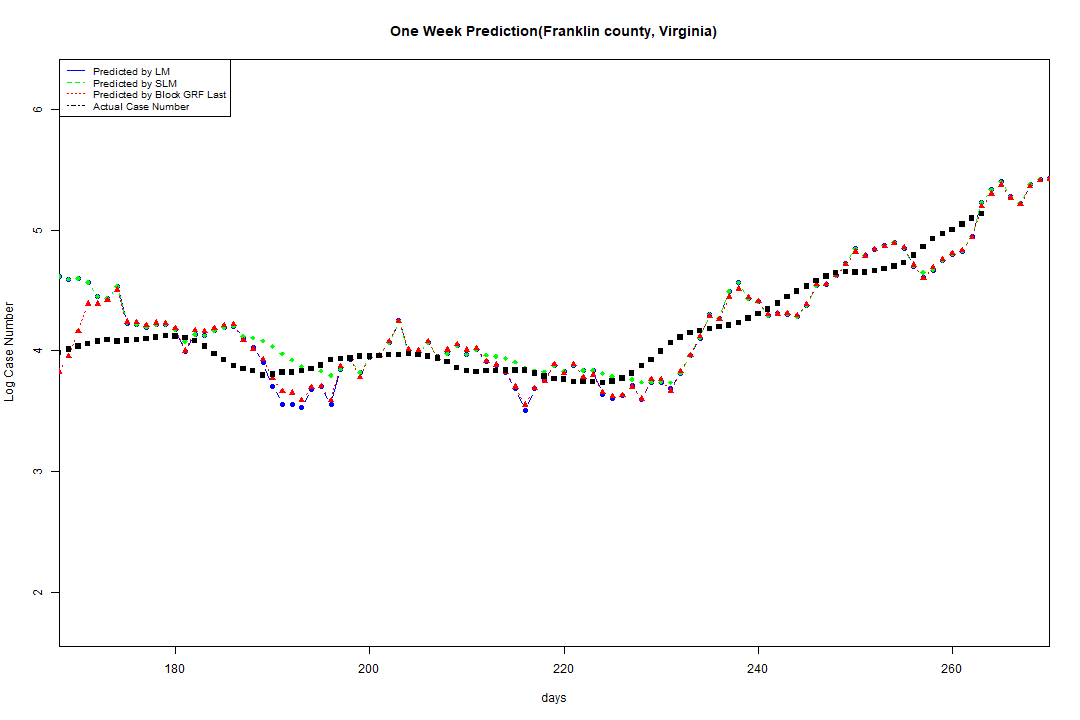 One Week Prediction(Franklin county, Virginia)
Predicted by LM
Predicted by SLM
Predicted by Block GRF Last
Actual Case Number
6
5
4
3
2
Log Case Number
180 200 220 240 260
days